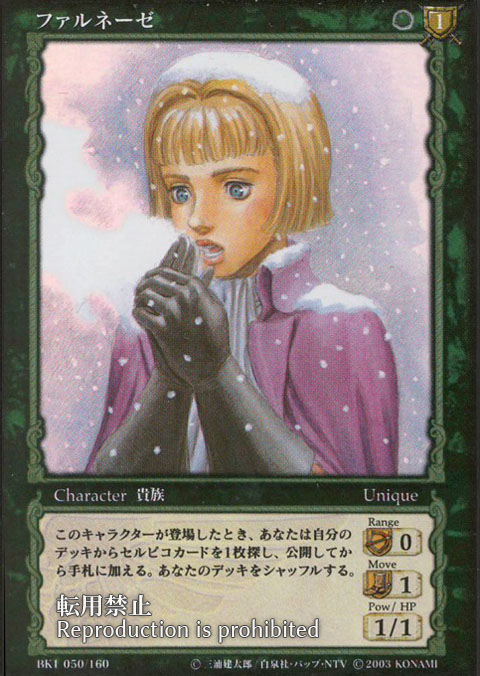 ファルネーゼ
1
Character 貴族 Unique
このキャラクターが登場したとき、あなたは自分の
デッキからセルピコカードを1枚探し、公開してか
ら手札に加える。あなたのデッキをシャッフルする。
Range
0
Move
1
Pow/ HP
1/1
転用禁止
Reproduction is prohibited
BK1 050/160 © 三浦建太郎/白泉社・バップ・NTV © 2003 KONAMI